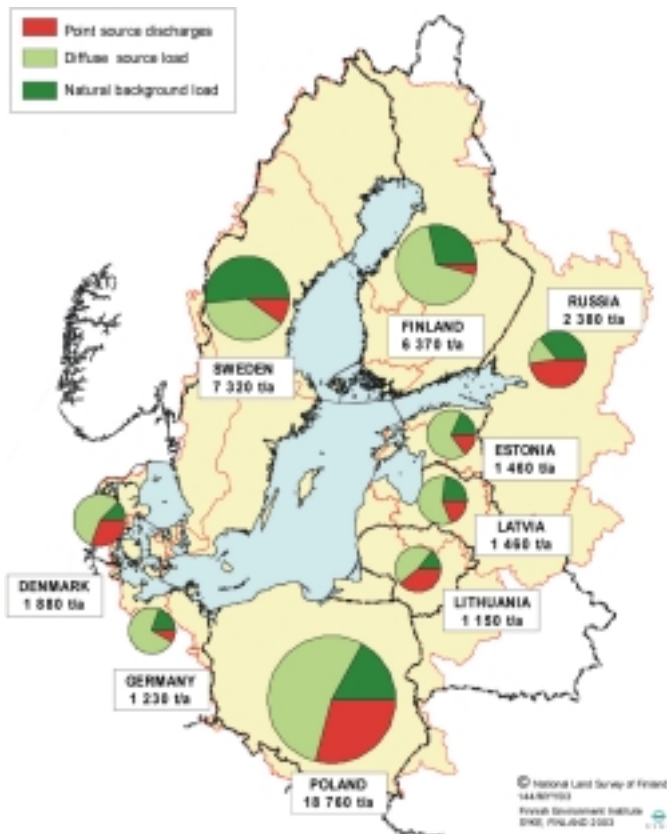 Point source discharges
Diffuse source load
Natural background load
RUSSIA
2 380 t/a
FINLAND
6 370 t/a
SWEDEN
7 320 t/a
ESTONIA
1 460 t/a
LATVIA
1 460 t/a
DENMARK
1 880 t/a
LITHUANIA
1 150 t/a
GERMANY
1 230 t/a
POLAND
18 760 t/a
© National Land Survey of Finland
Finnish Environment Institute
FINLAND 2003